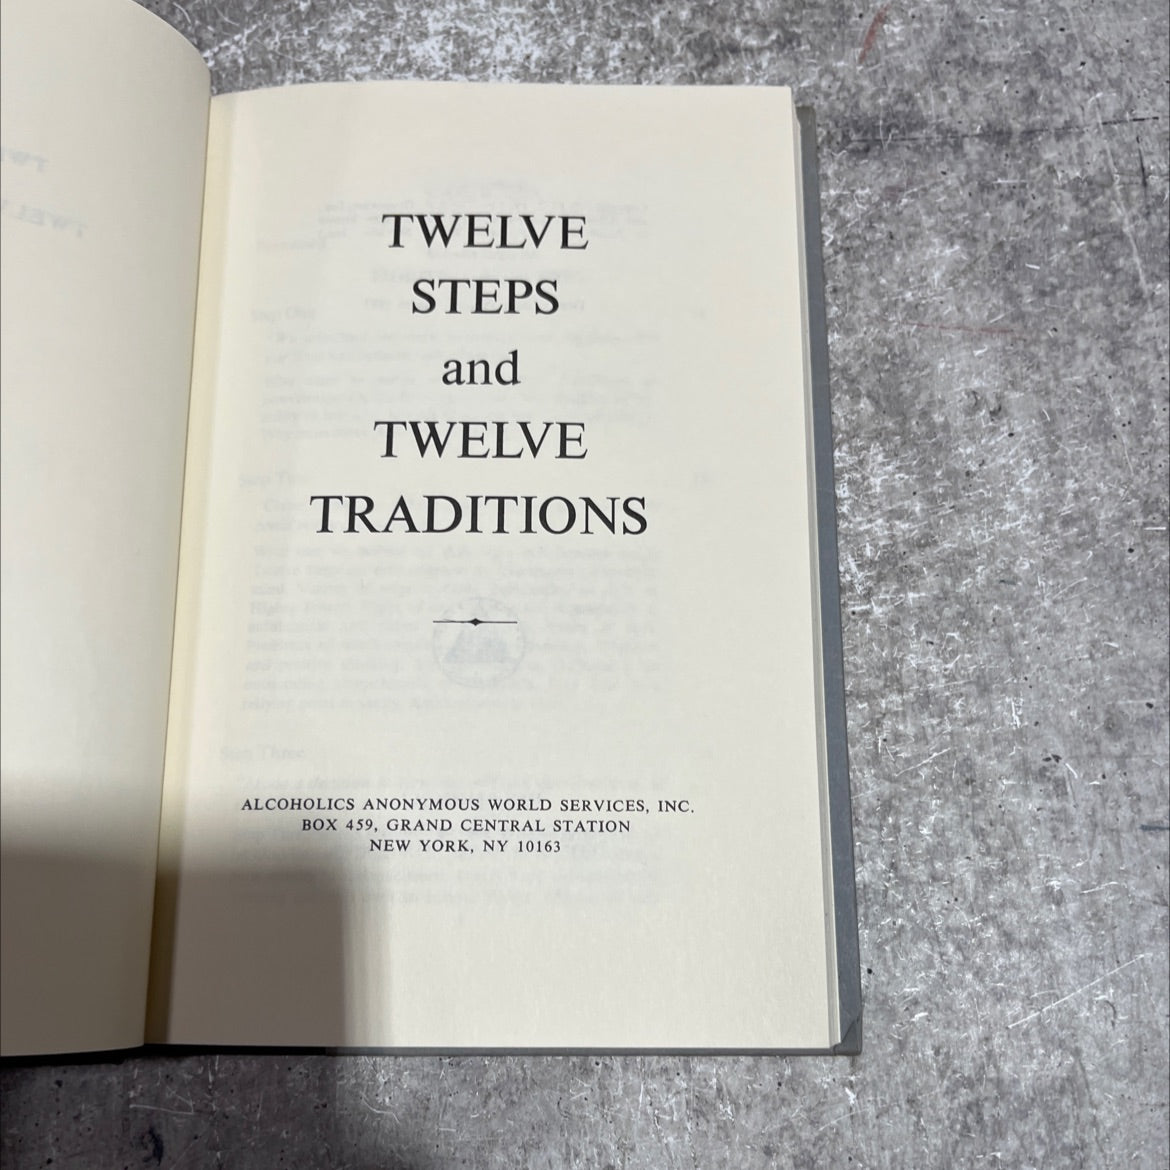 TWELVE
STEPS
and
TWELVE
TRADITIONS
ALCOHOLICS ANONYMOUS WORLD SERVICES, INC.
BOX 459, GRAND CENTRAL STATION
NEW YORK, NY 10163